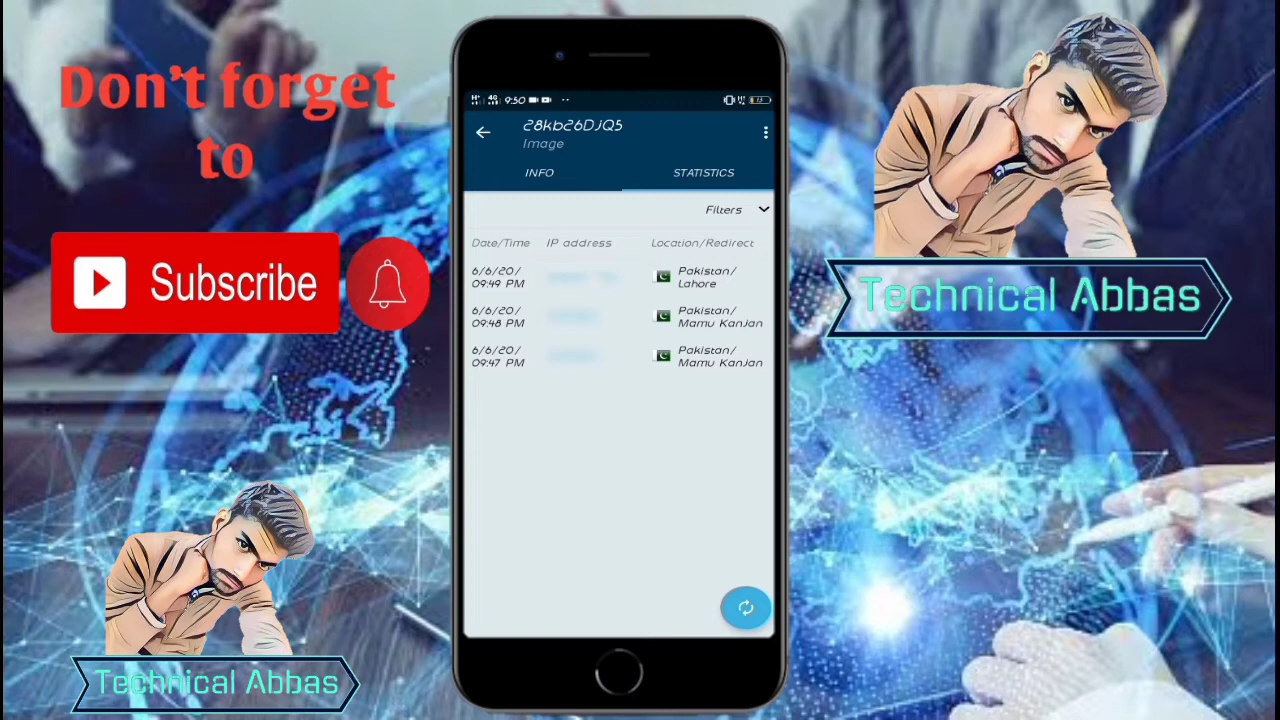 Don't forget
to
Subscribe
H+ 4G 9:50
28kb26DJQ5
Image
INFO
STATISTICS
Filters
Date/Time
IP address
Location/Redirect
6/6/20/
09:49 PM
Pakistan/
Lahore
6/6/20/
09:48 PM
Pakistan/
Mamu Kanjan
6/6/20/
09:47 PM
Pakistan/
Mamu Kanjan
Technical Abbas
Technical Abbas